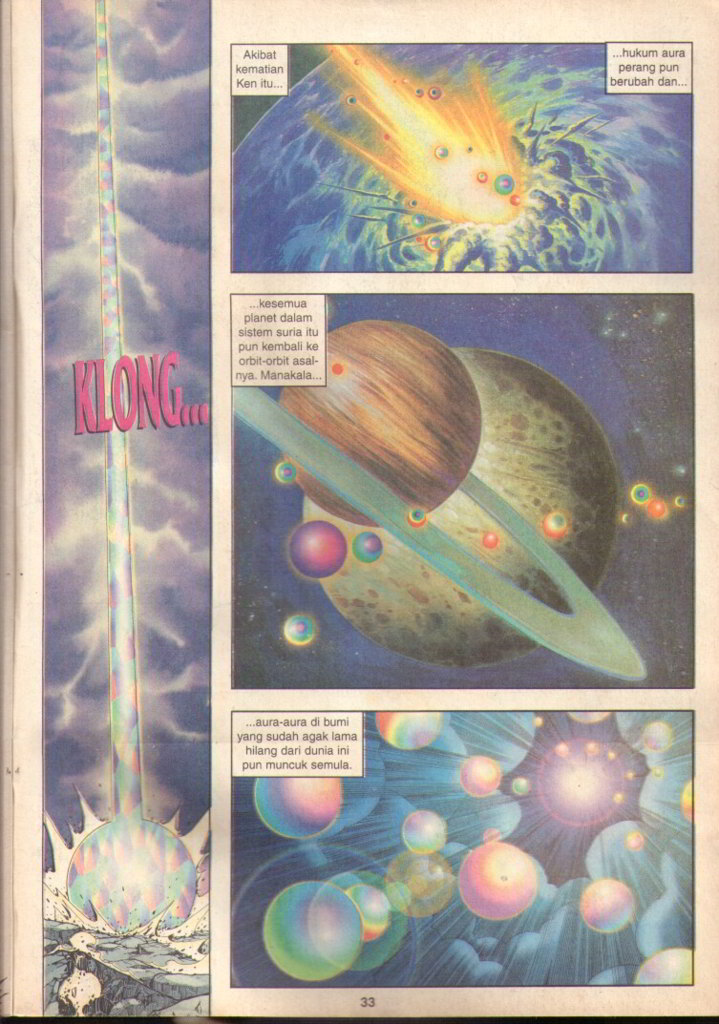 KLONG...
Akibat
kematian
Ken itu...
...hukum aura
perang pun
berubah dan...
...kesemua
planet dalam
sistem suria itu
pun kembali ke
orbit-orbit asal-
nya. Manakala...
...aura-aura di bumi
yang sudah agak lama
hilang dari dunia ini
pun muncuk semula.
33